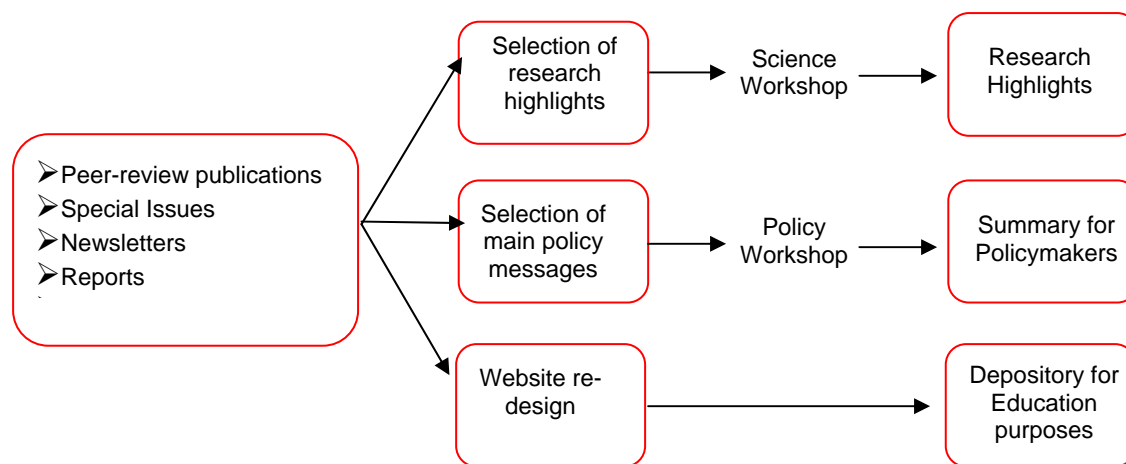 ➢Peer-review publications
➢Special Issues
➢Newsletters
➢Reports
Selection of
research
highlights
Science
Workshop
Research
Highlights
Selection of
main policy
messages
Policy
Workshop
Summary for
Policymakers
Website re-
design
Depository for
Education
purposes